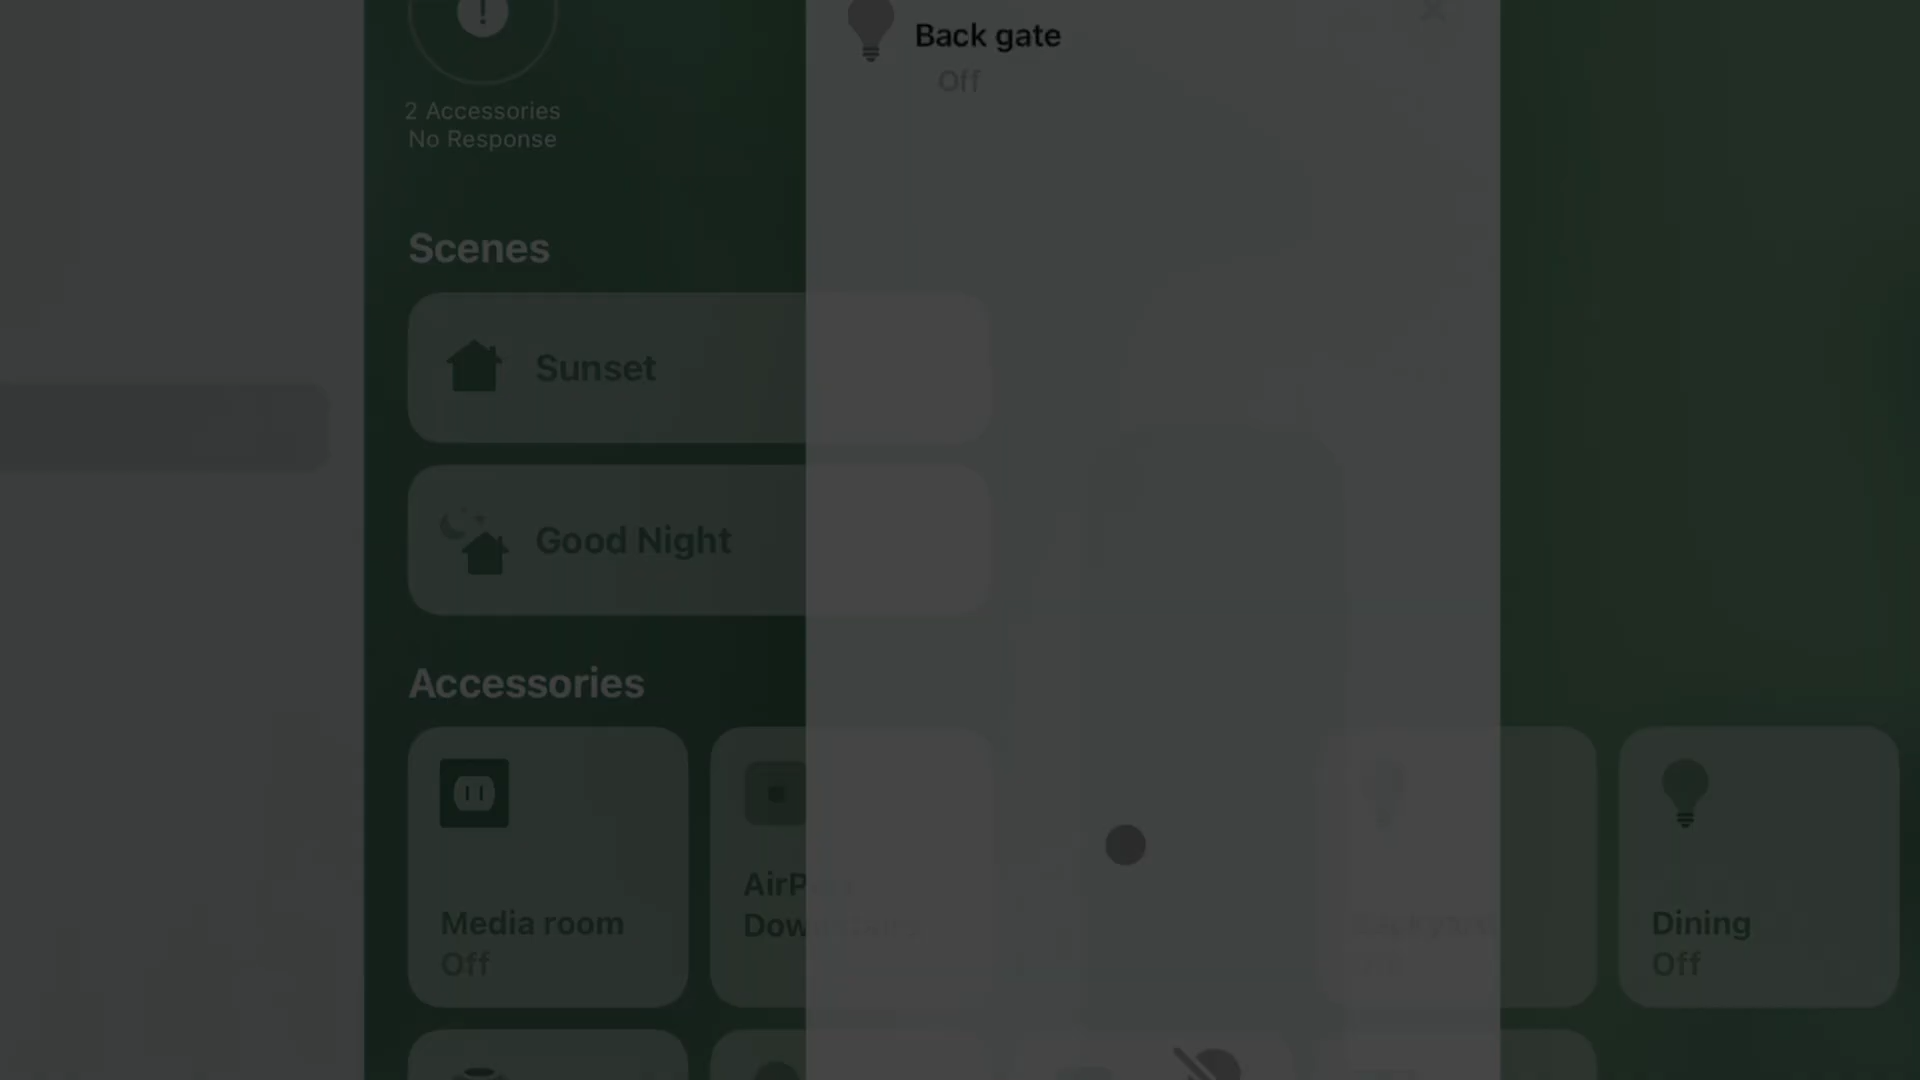 Back gate
Off
2 Accessories
No Response
Scenes
Sunset
Good Night
Accessories
Media room
Off
AirP
Dow
Backyard
Dining
Off